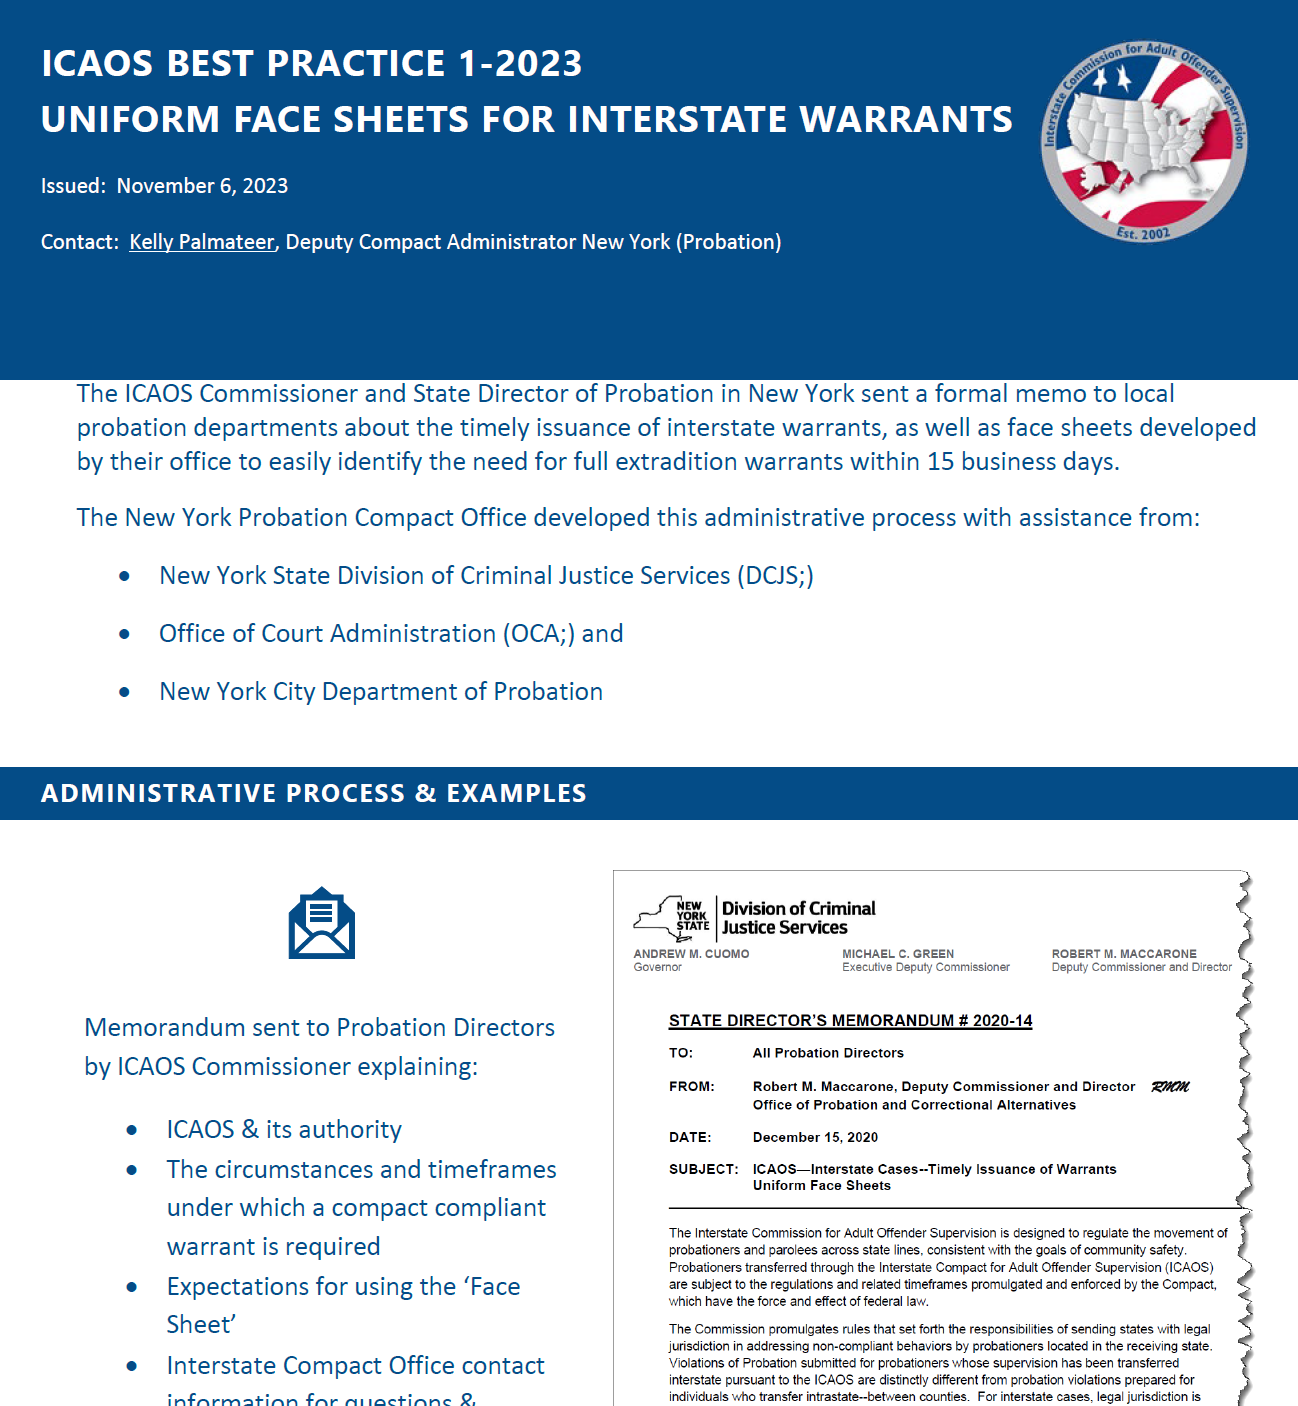 ICAOS BEST PRACTICE 1-2023
UNIFORM FACE SHEETS FOR INTERSTATE WARRANTS
Issued:  November 6, 2023
Contact:  Kelly Palmateer, Deputy Compact Administrator New York (Probation)
Interstate Commission for Adult Offender Supervision
Est. 2002
The ICAOS Commissioner and State Director of Probation in New York sent a formal memo to local
probation departments about the timely issuance of interstate warrants, as well as face sheets developed
by their office to easily identify the need for full extradition warrants within 15 business days.
The New York Probation Compact Office developed this administrative process with assistance from:
• New York State Division of Criminal Justice Services (DCJS;)
• Office of Court Administration (OCA;) and
• New York City Department of Probation
ADMINISTRATIVE PROCESS & EXAMPLES
Memorandum sent to Probation Directors
by ICAOS Commissioner explaining:
• ICAOS & its authority
• The circumstances and timeframes
under which a compact compliant
warrant is required
• Expectations for using the ‘Face
Sheet’
• Interstate Compact Office contact
information for questions &
NEW
YORK
STATE
Division of Criminal
Justice Services
ANDREW M. CUOMO
Governor
MICHAEL C. GREEN
Executive Deputy Commissioner
ROBERT M. MACCARONE
Deputy Commissioner and Director
STATE DIRECTOR'S MEMORANDUM # 2020-14
TO: All Probation Directors
FROM: Robert M. Maccarone, Deputy Commissioner and Director RMM
Office of Probation and Correctional Alternatives
DATE: December 15, 2020
SUBJECT: ICAOS—Interstate Cases--Timely Issuance of Warrants
Uniform Face Sheets
The Interstate Commission for Adult Offender Supervision is designed to regulate the movement of
probationers and parolees across state lines, consistent with the goals of community safety.
Probationers transferred through the Interstate Compact for Adult Offender Supervision (ICAOS)
are subject to the regulations and related timeframes promulgated and enforced by the Compact,
which have the force and effect of federal law.
The Commission promulgates rules that set forth the responsibilities of sending states with legal
jurisdiction in addressing non-compliant behaviors by probationers located in the receiving state.
Violations of Probation submitted for probationers whose supervision has been transferred
interstate pursuant to the ICAOS are distinctly different from probation violations prepared for
individuals who transfer intrastate--between counties.  For interstate cases, legal jurisdiction is